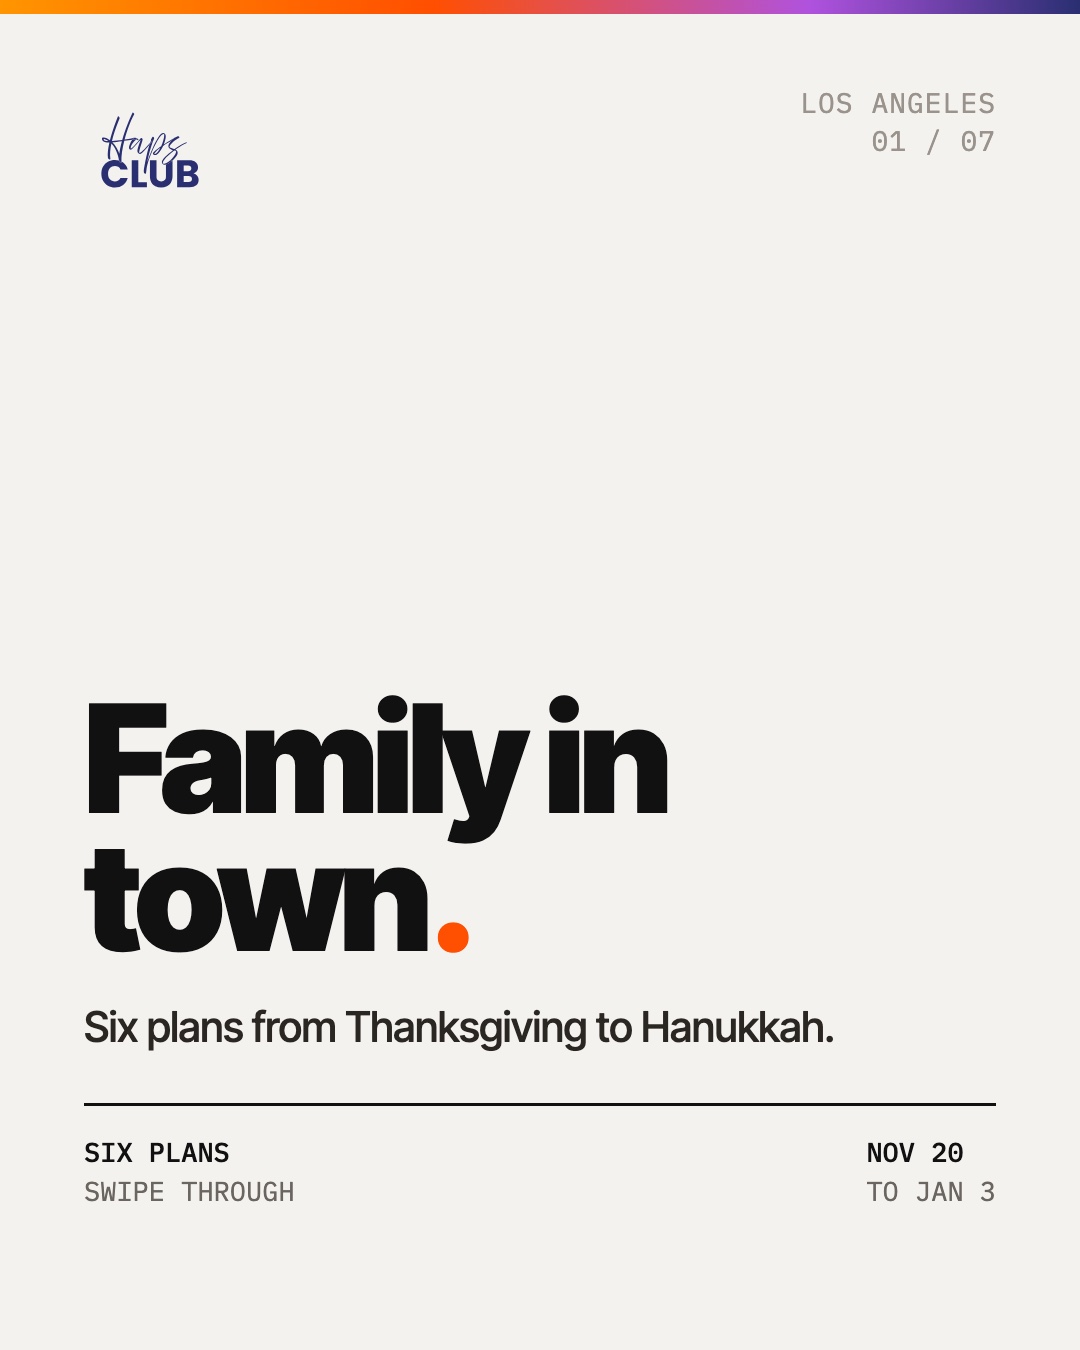 Haps
CLUB
LOS ANGELES
01 / 07
Family in
town.
Six plans from Thanksgiving to Hanukkah.
SIX PLANS
SWIPE THROUGH
NOV 20
TO JAN 3